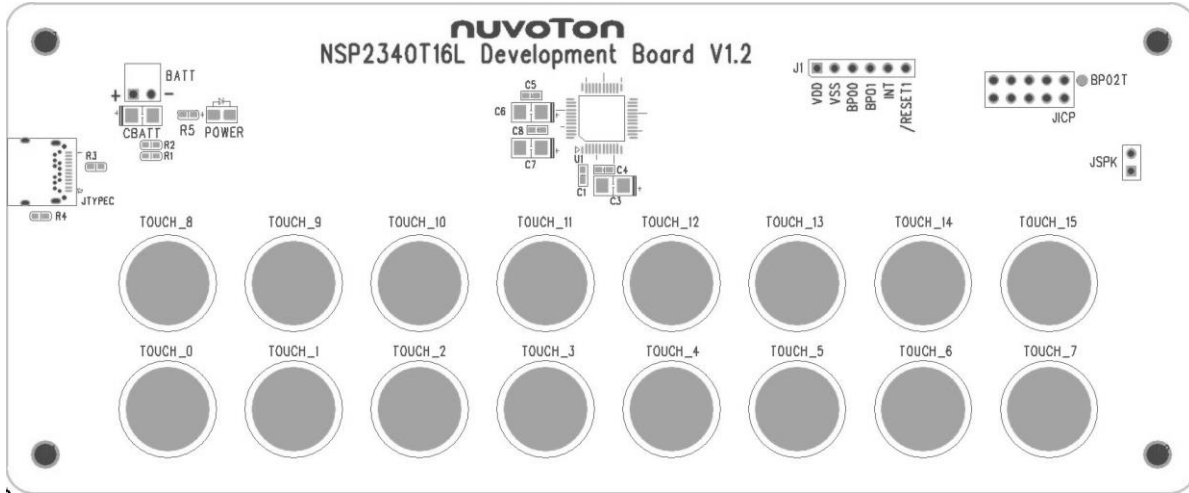 nuvoTon
NSP2340T16L Development Board V1.2
BATT
+ -
CBATT
R5
POWER
R2
R1
R3
JTYPEC
R4
C5
C6
C8
C7
U1
C1
C4
C3
J1
VDD
VSS
BP00
BP01
INT
/RESET1
BP02T
JICP
JSPK
TOUCH_8 TOUCH_9 TOUCH_10 TOUCH_11 TOUCH_12 TOUCH_13 TOUCH_14 TOUCH_15
TOUCH_0 TOUCH_1 TOUCH_2 TOUCH_3 TOUCH_4 TOUCH_5 TOUCH_6 TOUCH_7